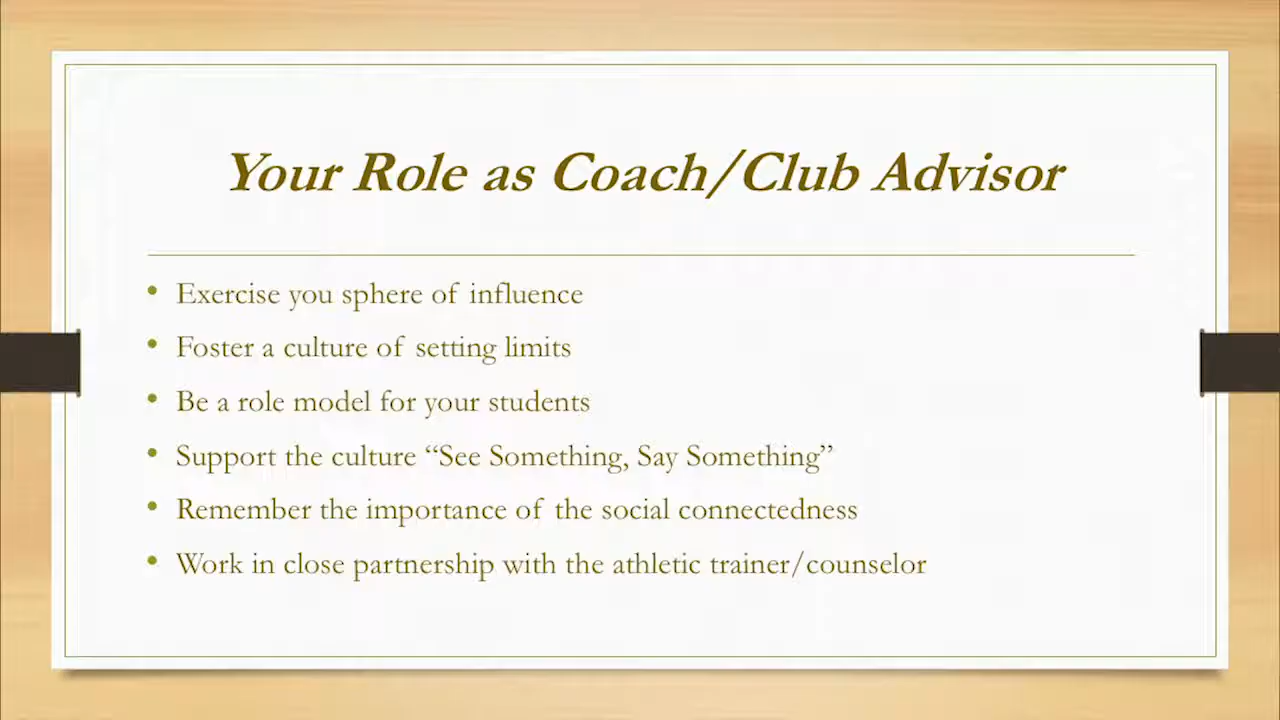 Your Role as Coach/Club Advisor
• Exercise you sphere of influence
• Foster a culture of setting limits
• Be a role model for your students
• Support the culture “See Something, Say Something”
• Remember the importance of the social connectedness
• Work in close partnership with the athletic trainer/counselor